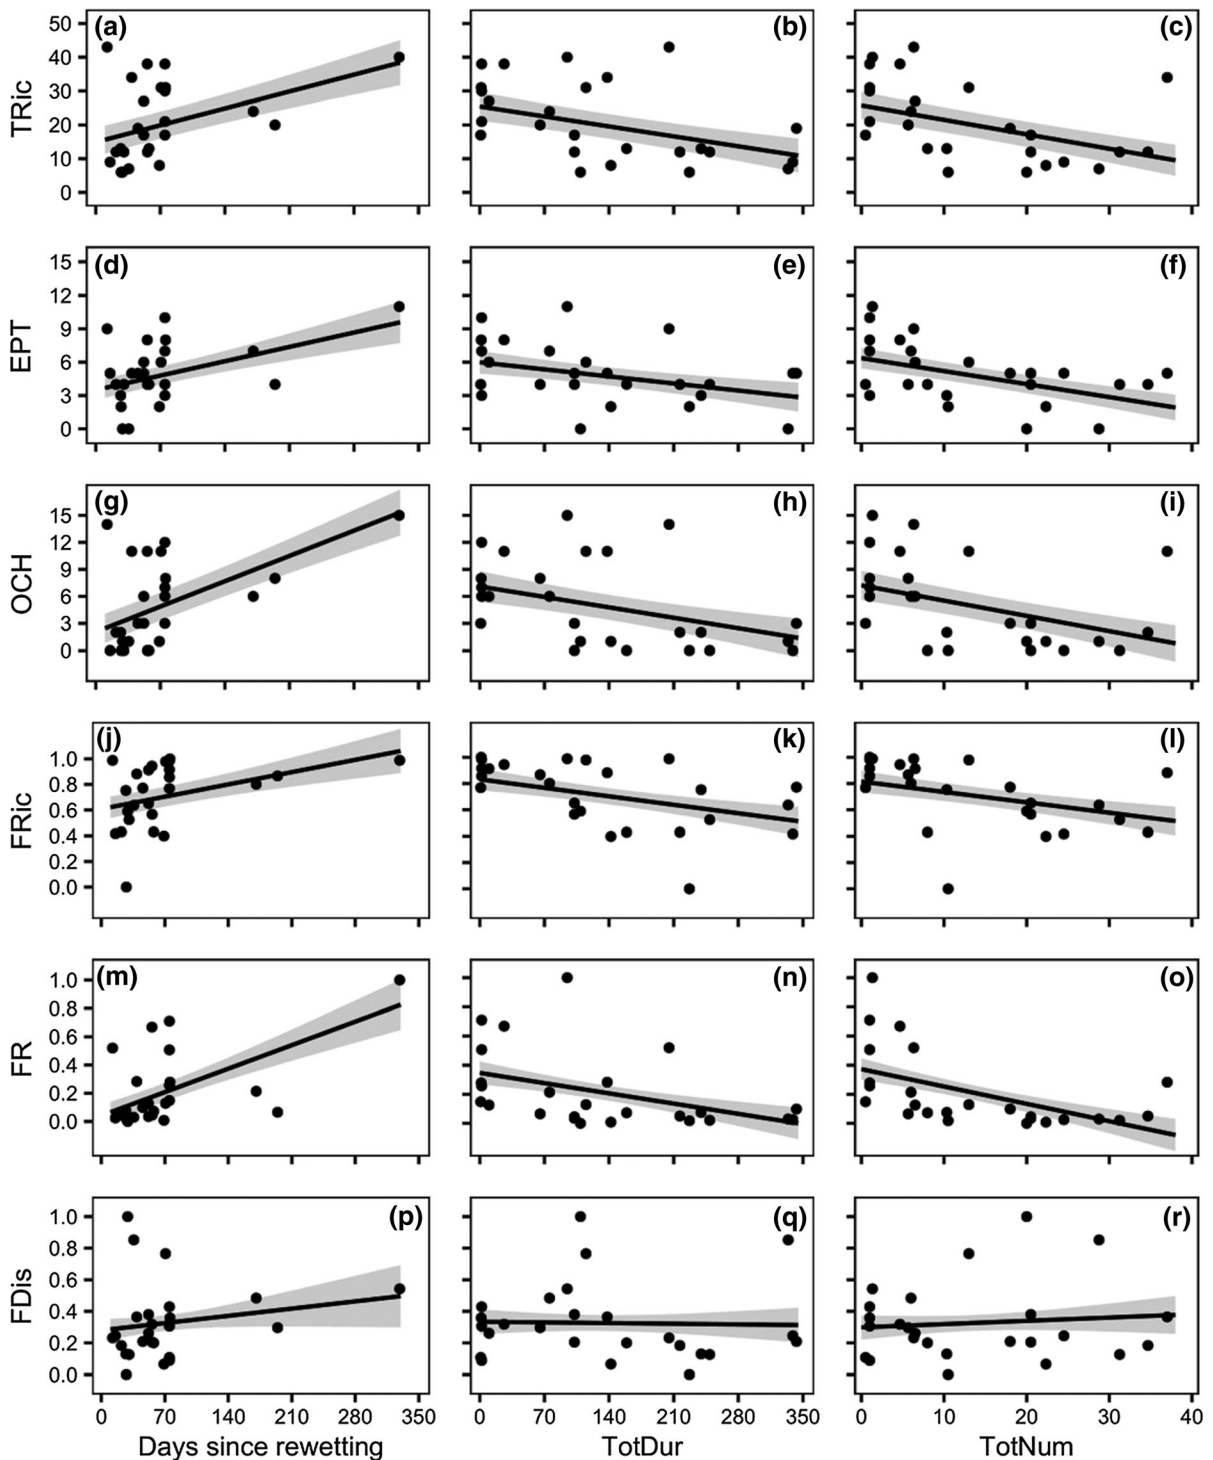 (a) (b) (c)
TRic
50
40
30
20
10
0
(d) (e) (f)
EPT
15
12
9
6
3
0
(g) (h) (i)
OCH
15
12
9
6
3
0
(j) (k) (l)
FRic
1.0
0.8
0.6
0.4
0.2
0.0
(m) (n) (o)
FR
1.0
0.8
0.6
0.4
0.2
0.0
(p) (q) (r)
FDis
1.0
0.8
0.6
0.4
0.2
0.0
0 70 140 210 280 350 0 70 140 210 280 350 0 10 20 30 40
Days since rewetting TotDur TotNum